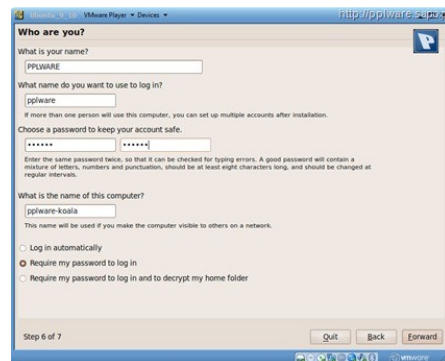 Ubuntu_9_10 VMware Player Devices
http://pplware.sapo.
Who are you?
What is your name?
PPLWARE
What name do you want to use to log in?
pplware
If more than one person will use this computer, you can set up multiple accounts after installation.
Choose a password to keep your account safe.
•••••• ••••••
Enter the same password twice, so that it can be checked for typing errors. A good password will contain a
mixture of letters, numbers and punctuation, should be at least eight characters long, and should be changed at
regular intervals.
What is the name of this computer?
pplware-koala
This name will be used if you make the computer visible to others on a network.
Log in automatically
Require my password to log in
Require my password to log in and to decrypt my home folder
Step 6 of 7
Quit Back Forward
vmware